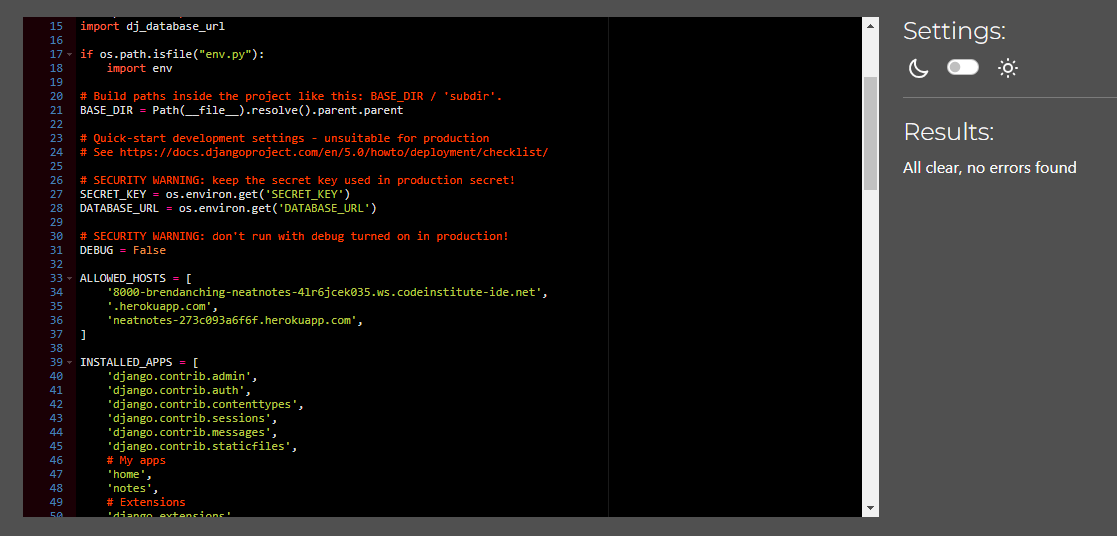 15 import dj_database_url
16
17 if os.path.isfile("env.py"):
18 import env
19
20 # Build paths inside the project like this: BASE_DIR / 'subdir'.
21 BASE_DIR = Path(__file__).resolve().parent.parent
22
23 # Quick-start development settings - unsuitable for production
24 # See https://docs.djangoproject.com/en/5.0/howto/deployment/checklist/
25
26 # SECURITY WARNING: keep the secret key used in production secret!
27 SECRET_KEY = os.environ.get('SECRET_KEY')
28 DATABASE_URL = os.environ.get('DATABASE_URL')
29
30 # SECURITY WARNING: don't run with debug turned on in production!
31 DEBUG = False
32
33 ALLOWED_HOSTS = [
34 '8000-brendanching-neatnotes-4lr6jcek035.ws.codeinstitute-ide.net',
35 '.herokuapp.com',
36 'neatnotes-273c093a6f6f.herokuapp.com',
37 ]
38
39 INSTALLED_APPS = [
40 'django.contrib.admin',
41 'django.contrib.auth',
42 'django.contrib.contenttypes',
43 'django.contrib.sessions',
44 'django.contrib.messages',
45 'django.contrib.staticfiles',
46 # My apps
47 'home',
48 'notes',
49 # Extensions
50 'django_extensions'
Settings:
Results:
All clear, no errors found